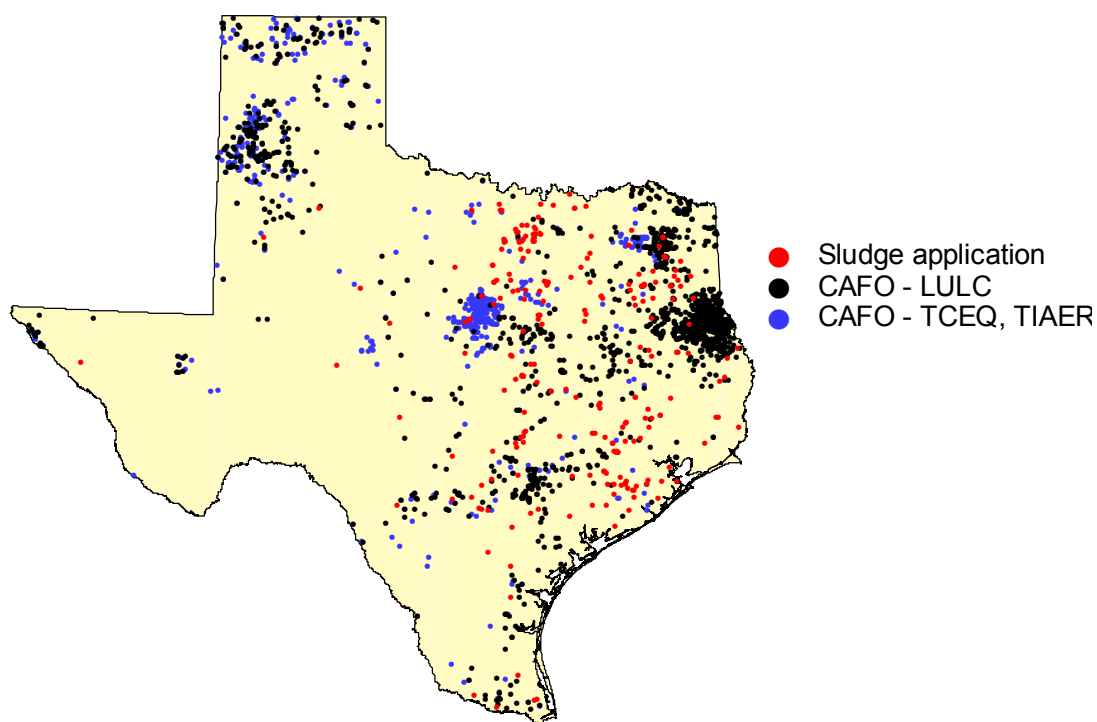 Sludge application
CAFO - LULC
CAFO - TCEQ, TIAER